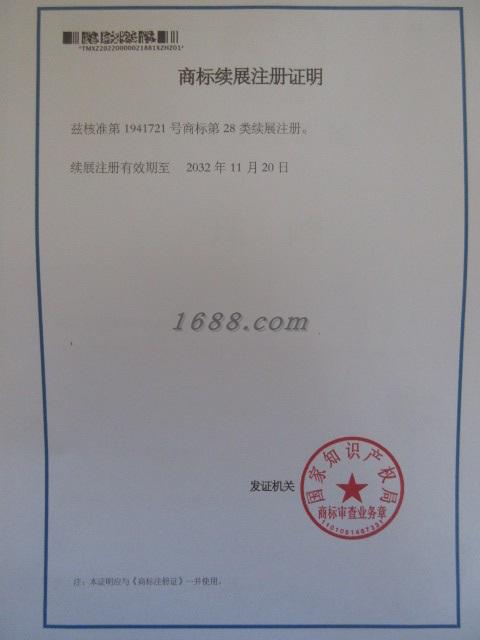 *TMXZ20220000021881XZHZ01*
商标续展注册证明
兹核准第 1941721 号商标第 28 类续展注册。
续展注册有效期至 2032 年 11 月 20 日
1688.com
发证机关
国家知识产权局
商标审查业务章
注：本证明应与《商标注册证》一并使用。